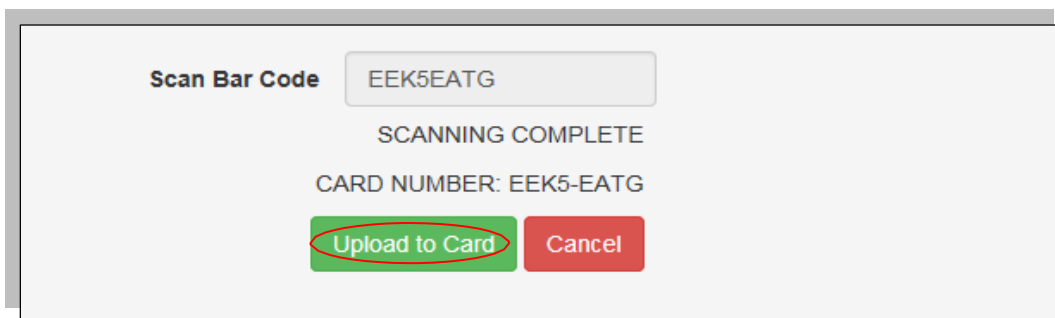 Scan Bar Code EEK5EATG
SCANNING COMPLETE
CARD NUMBER: EEK5-EATG
Upload to Card Cancel